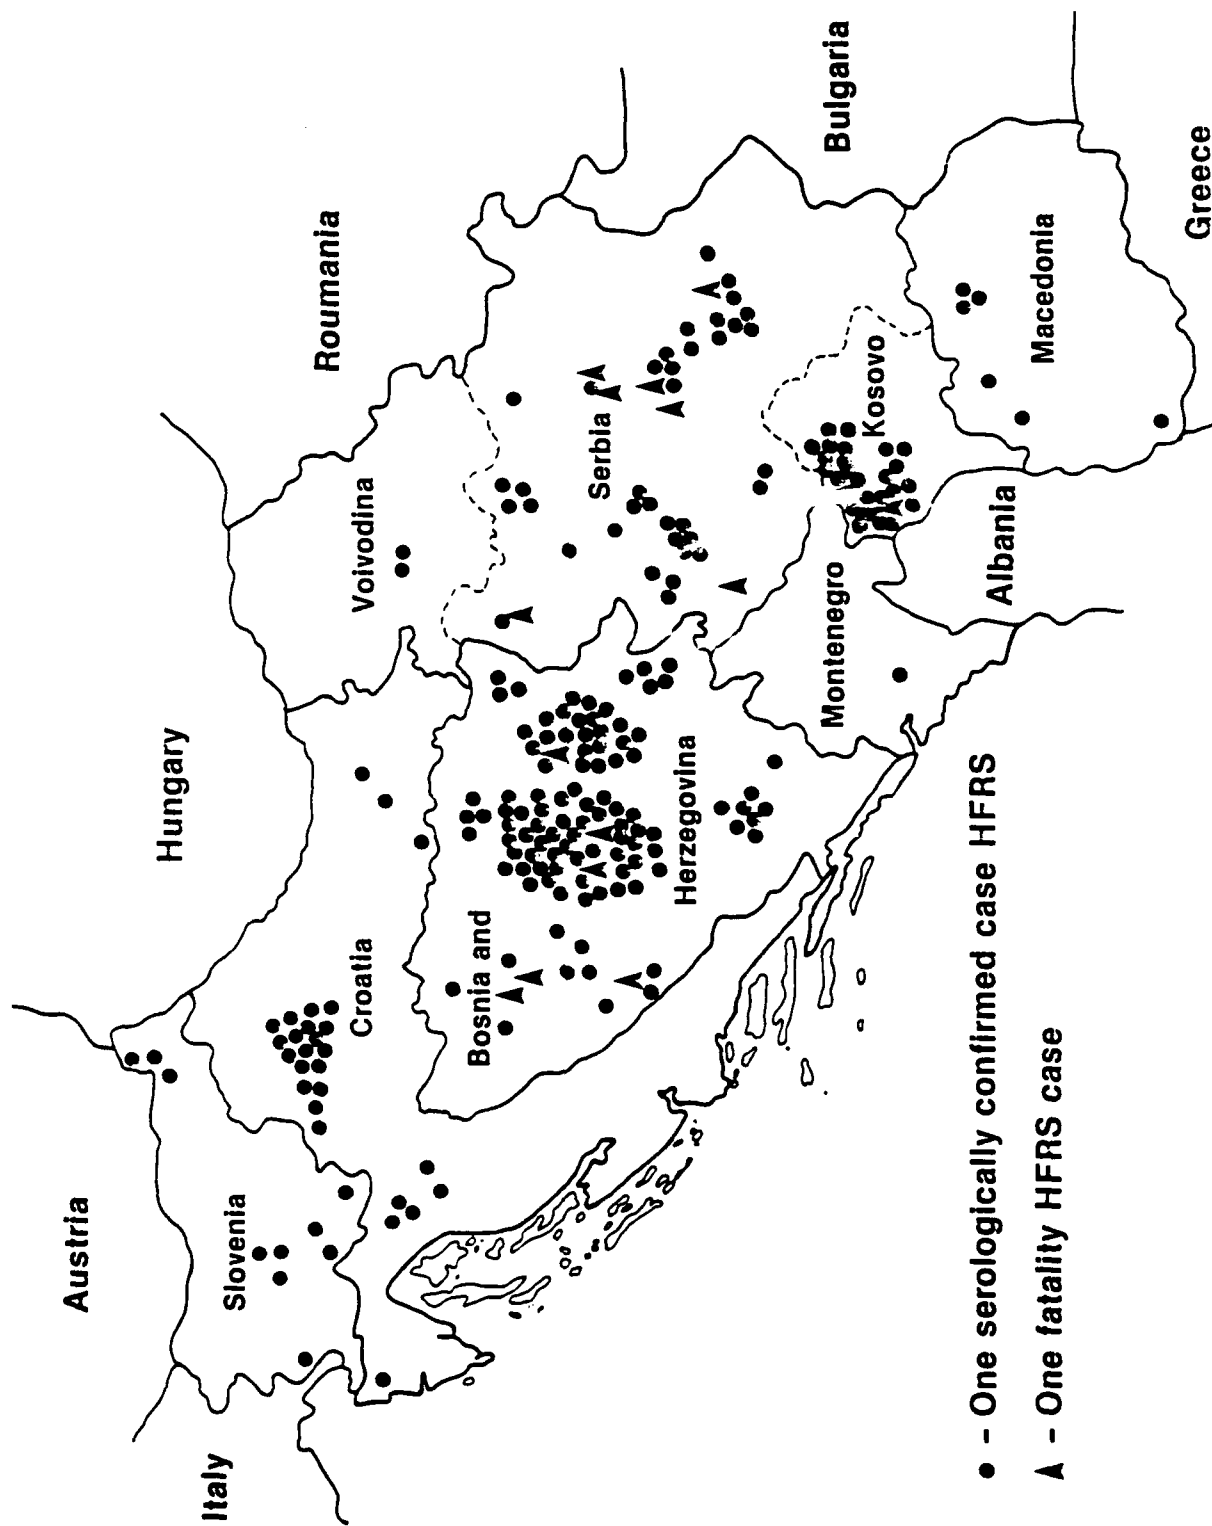 Austria
Hungary
Italy
Slovenia
Roumania
Croatia
Voivodina
Bosnia and
Serbia
Herzegovina
Bulgaria
Montenegro
Kosovo
Albania
Macedonia
Greece
● – One serologically confirmed case HFRS
▲ – One fatality HFRS case